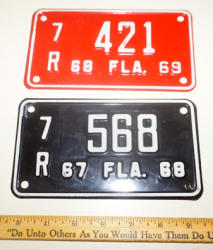 7 421
R 68 FLA. 69
7 568
R 67 FLA. 68
"Do Unto Others As You Would Have Them Do U